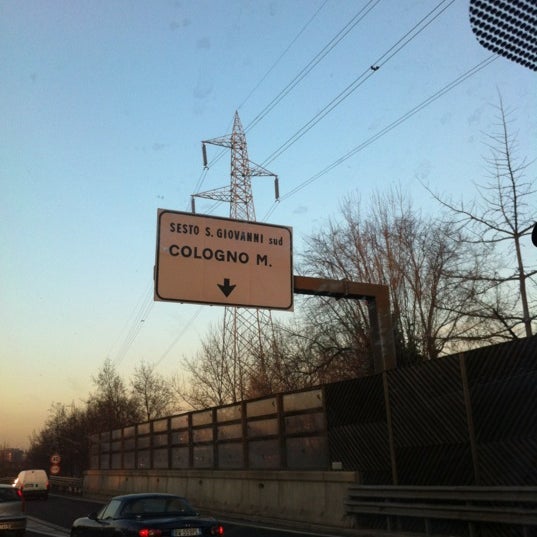 SESTO S. GIOVANNI sud
COLOGNO M.